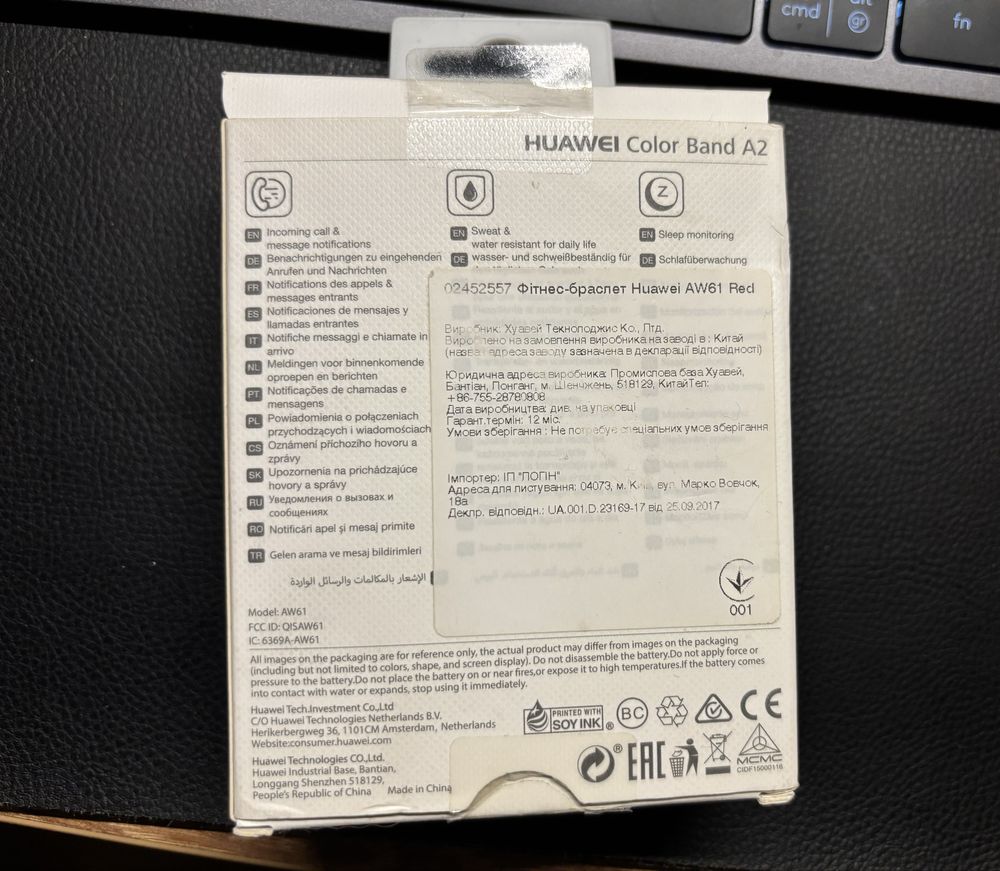 cmd
alt
gr
fn
HUAWEI Color Band A2
EN Incoming call &
message notifications
DE Benachrichtigungen zu eingehenden
Anrufen und Nachrichten
FR Notifications des appels &
messages entrants
ES Notificaciones de mensajes y
llamadas entrantes
IT Notifiche messaggi e chiamate in
arrivo
NL Meldingen voor binnenkomende
oproepen en berichten
PT Notificações de chamadas e
mensagens
PL Powiadomienia o połączeniach
przychodzących i wiadomościach
CS Oznámení příchozího hovoru a
zprávy
SK Upozornenia na prichádzajúce
hovory a správy
RU Уведомления о вызовах и
сообщениях
RO Notificări apel și mesaj primite
TR Gelen arama ve mesaj bildirimleri
الإشعار بالمكالمات والرسائل الواردة
EN Sweat &
water resistant for daily life
DE wasser- und schweißbeständig für
Z
EN Sleep monitoring
DE Schlafüberwachung
02452557 Фітнес-браслет Huawei AW61 Red
Виробник: Хуавей Текнолоджис Ко., Лтд.
Вироблено на замовлення виробника на заводі в : Китай
(назва і адреса заводу зазначена в декларації відповідності)
Юридична адреса виробника: Промислова база Хуавей,
Бантіан, Лонганг, м. Шенчжень, 518129, КитайТел:
+86-755-28780808
Дата виробництва: див. на упаковці
Гарант.термін: 12 міс.
Умови зберігання : Не потребує спеціальних умов зберігання
Імпортер: ІП "ЛОГІН"
Адреса для листування: 04073, м. Київ, вул. Марко Вовчок,
18а
Декл. відповідн.: UA.001.D.23169-17 від 25.09.2017
001
Model: AW61
FCC ID: QISAW61
IC: 6369A-AW61
All images on the packaging are for reference only, the actual product may differ from images on the packaging
(including but not limited to colors, shape, and screen display). Do not disassemble the battery.Do not apply force or
pressure to the battery.Do not place the battery on or near fires,or expose it to high temperatures.If the battery comes
into contact with water or expands, stop using it immediately.
Huawei Tech.Investment Co.,Ltd
C/O Huawei Technologies Netherlands B.V.
Herikerbergweg 36, 1101CM Amsterdam, Netherlands
Website:consumer.huawei.com
Huawei Technologies CO.,Ltd.
Huawei Industrial Base, Bantian,
Longgang Shenzhen 518129,
People's Republic of China Made in China
PRINTED WITH
SOY INK ®
BC
CE
® EAC
MCMC
CIDF15000116